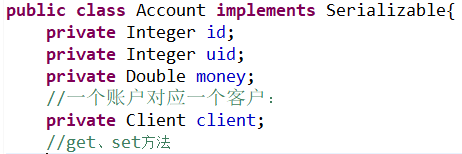 public class Account implements Serializable{
    private Integer id;
    private Integer uid;
    private Double money;
    //一个账户对应一个客户：
    private Client client;
    //get、set方法